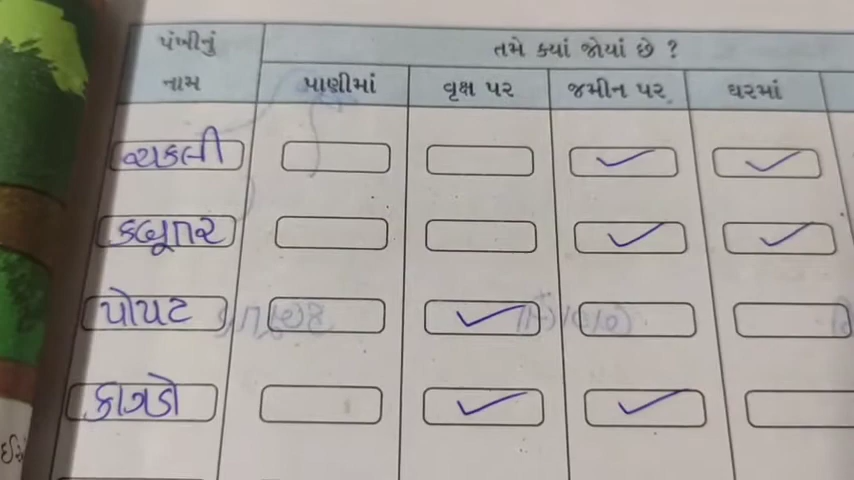 પંખીનું નામ
તમે ક્યાં જોયાં છે ?
પાણીમાં વૃક્ષ પર જમીન પર ઘરમાં
ચકલી ✓ ✓
કબૂતર ✓ ✓
પોપટ ✓
કાગડો ✓ ✓